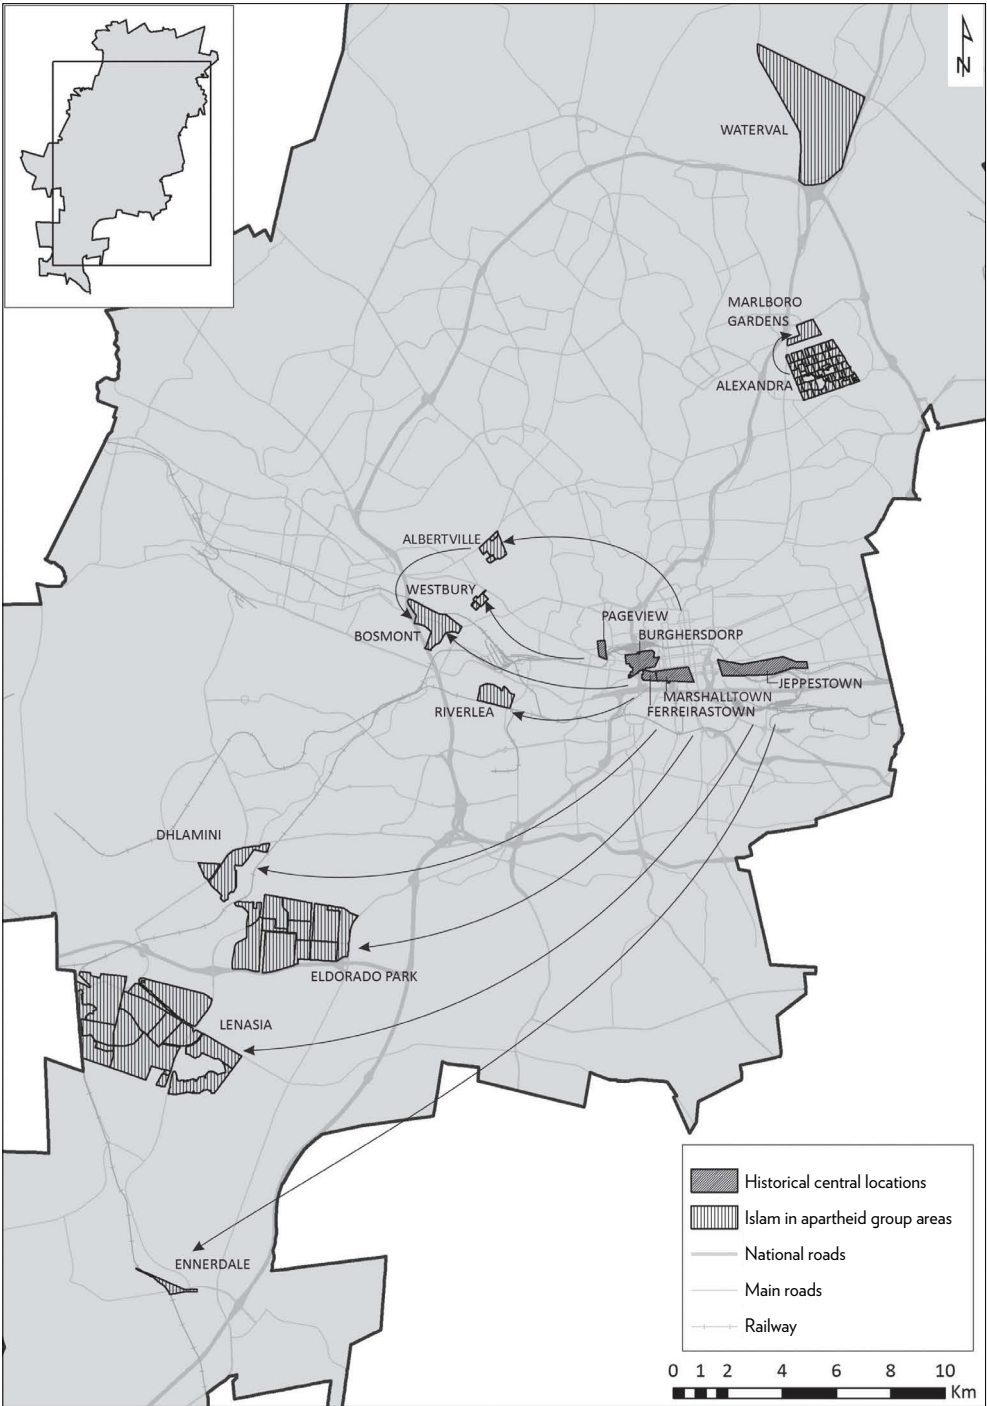 N
WATERVAL
MARLBORO
GARDENS
ALEXANDRA
ALBERTVILLE
WESTBURY
BOSMONT
PAGEVIEW
BURGHERSDORP
JEPPESTOWN
MARSHALLTOWN
FERREIRASTOWN
RIVERLEA
DHLAMINI
ELDORADO PARK
LENASIA
ENNERDALE
Historical central locations
Islam in apartheid group areas
National roads
Main roads
Railway
0 1 2 4 6 8 10
Km